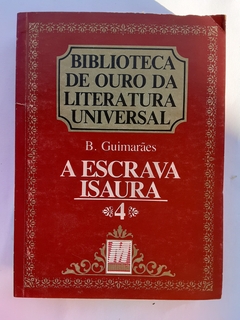 BIBLIOTECA
DE OURO DA
LITERATURA
UNIVERSAL
B. Guimarães
A ESCRAVA
ISAURA
4